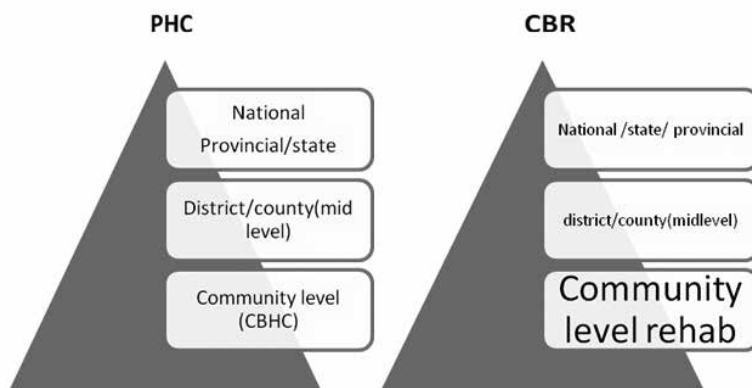 PHC
National
Provincial/state
District/county(mid
level)
Community level
(CBHC)
CBR
National /state/ provincial
district/county(midlevel)
Community
level rehab